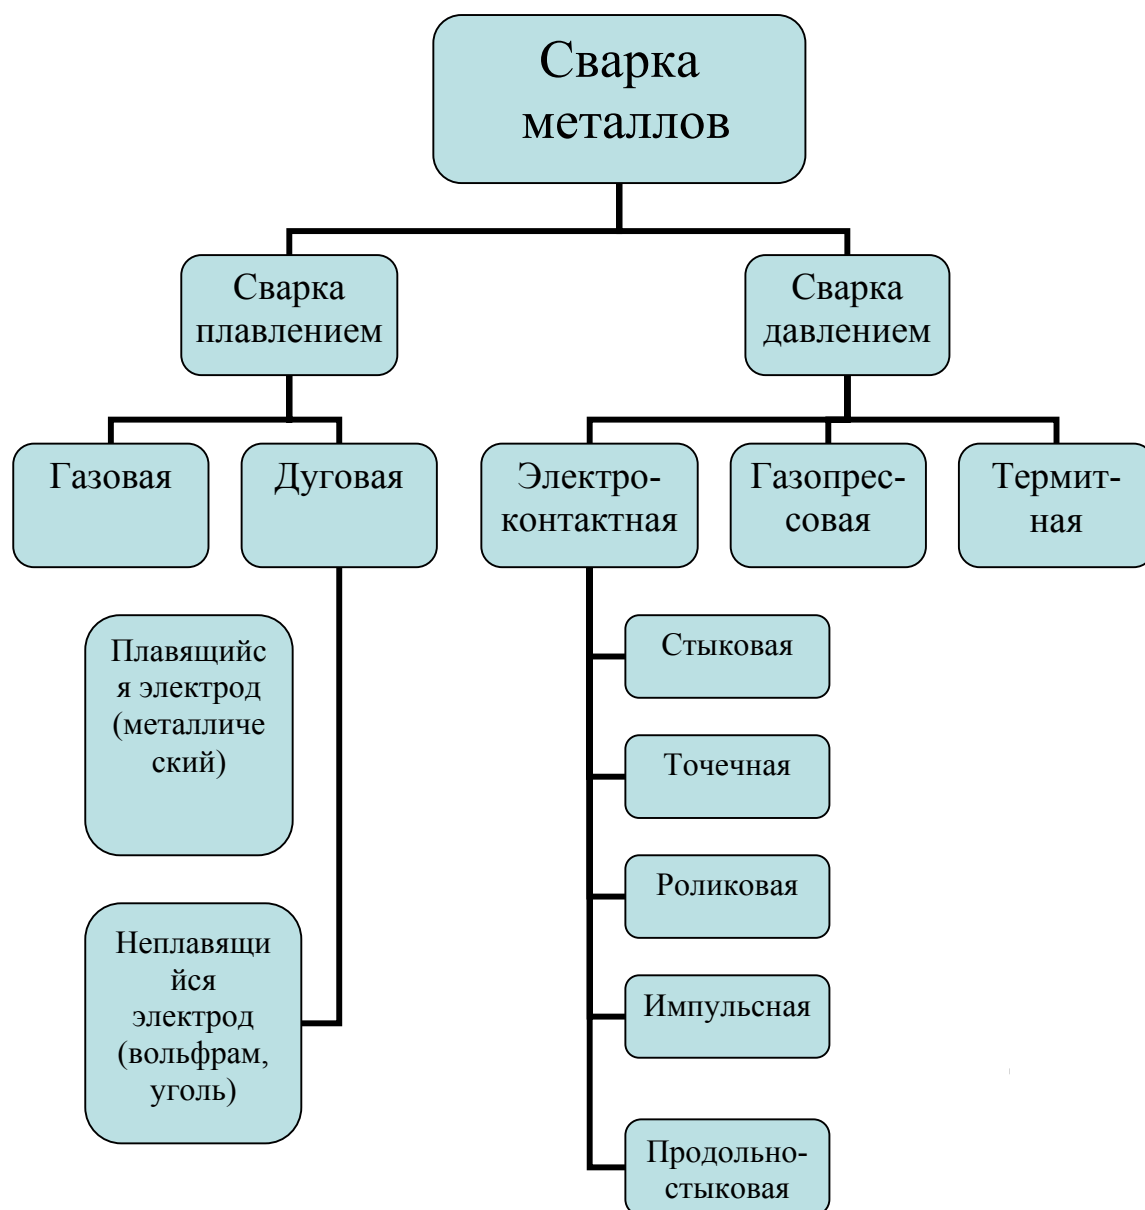 Сварка
металлов
Сварка
плавлением
Сварка
давлением
Газовая
Дуговая
Электро-
контактная
Газопрес-
совая
Термит-
ная
Плавящийс
я электрод
(металличе
ский)
Стыковая
Точечная
Роликовая
Неплавящи
йся
электрод
(вольфрам,
уголь)
Импульсная
Продольно-
стыковая